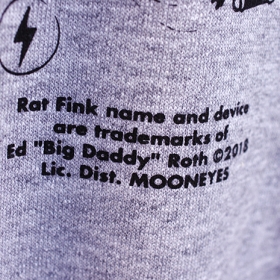 Rat Fink name and device
are trademarks of
Ed "Big Daddy" Roth ©2018
Lic. Dist. MOONEYES